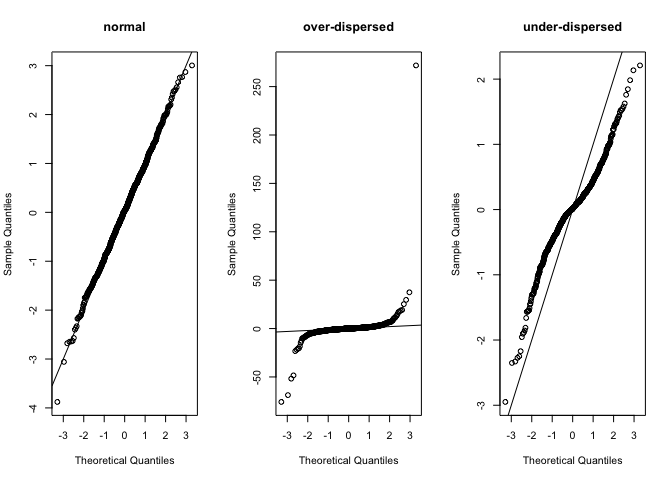 normal
Sample Quantiles
3
2
1
0
-1
-2
-3
-4
-3 -2 -1 0 1 2 3
Theoretical Quantiles
over-dispersed
Sample Quantiles
250
200
150
100
50
0
-50
-3 -2 -1 0 1 2 3
Theoretical Quantiles
under-dispersed
Sample Quantiles
2
1
0
-1
-2
-3
-3 -2 -1 0 1 2 3
Theoretical Quantiles